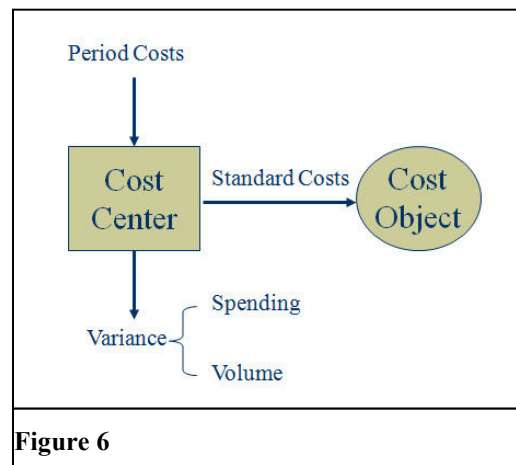 Period Costs
Cost
Center
Standard Costs
Cost
Object
Spending
Variance
Volume
Figure 6